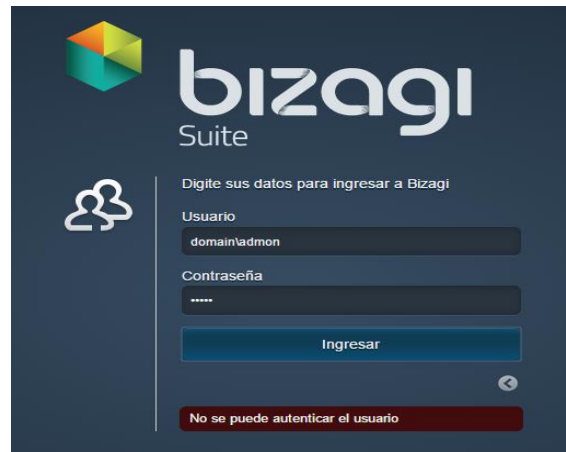 bizagi
Suite
Digite sus datos para ingresar a Bizagi
Usuario
domain\admon
Contraseña
•••••
Ingresar
No se puede autenticar el usuario